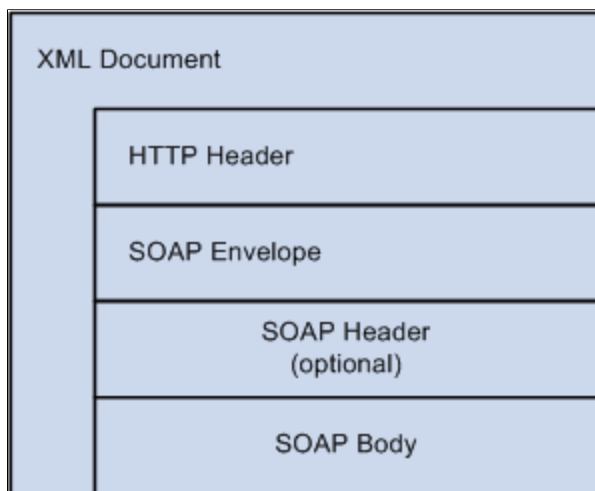 XML Document
HTTP Header
SOAP Envelope
SOAP Header
(optional)
SOAP Body